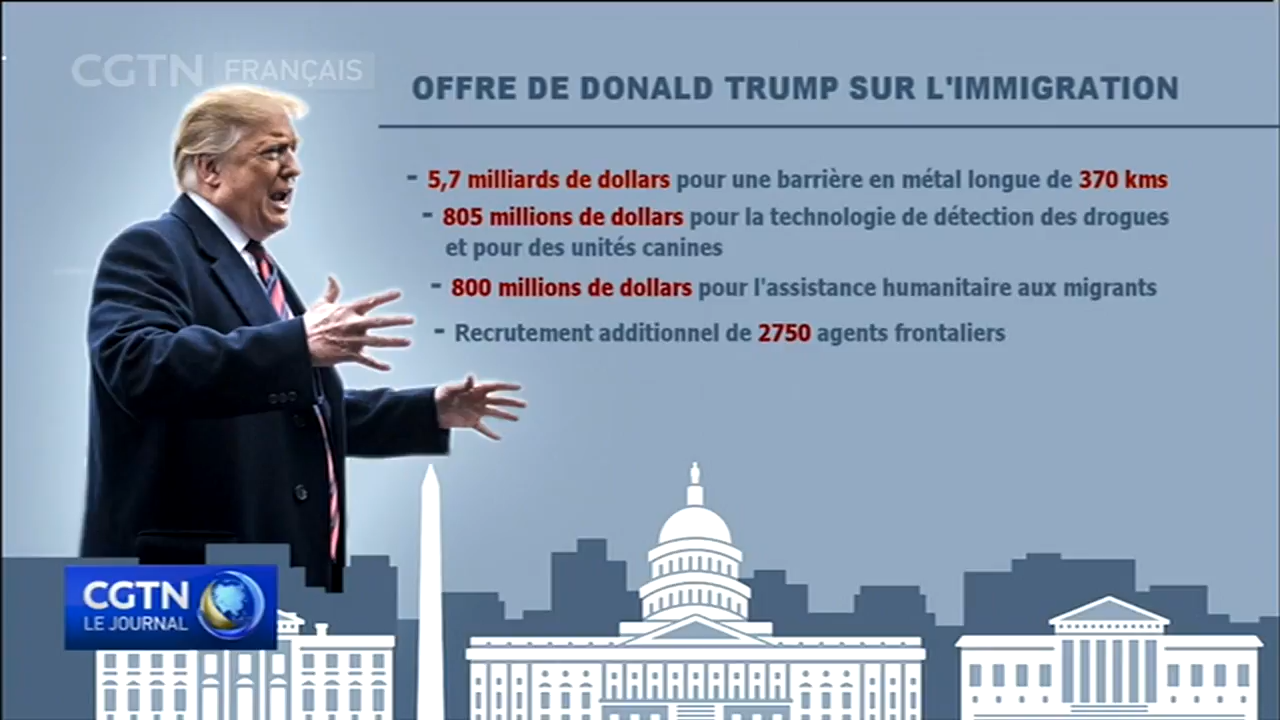 CGTN FRANÇAIS
OFFRE DE DONALD TRUMP SUR L'IMMIGRATION
- 5,7 milliards de dollars pour une barrière en métal longue de 370 kms
- 805 millions de dollars pour la technologie de détection des drogues
et pour des unités canines
- 800 millions de dollars pour l'assistance humanitaire aux migrants
- Recrutement additionnel de 2750 agents frontaliers
CGTN
LE JOURNAL